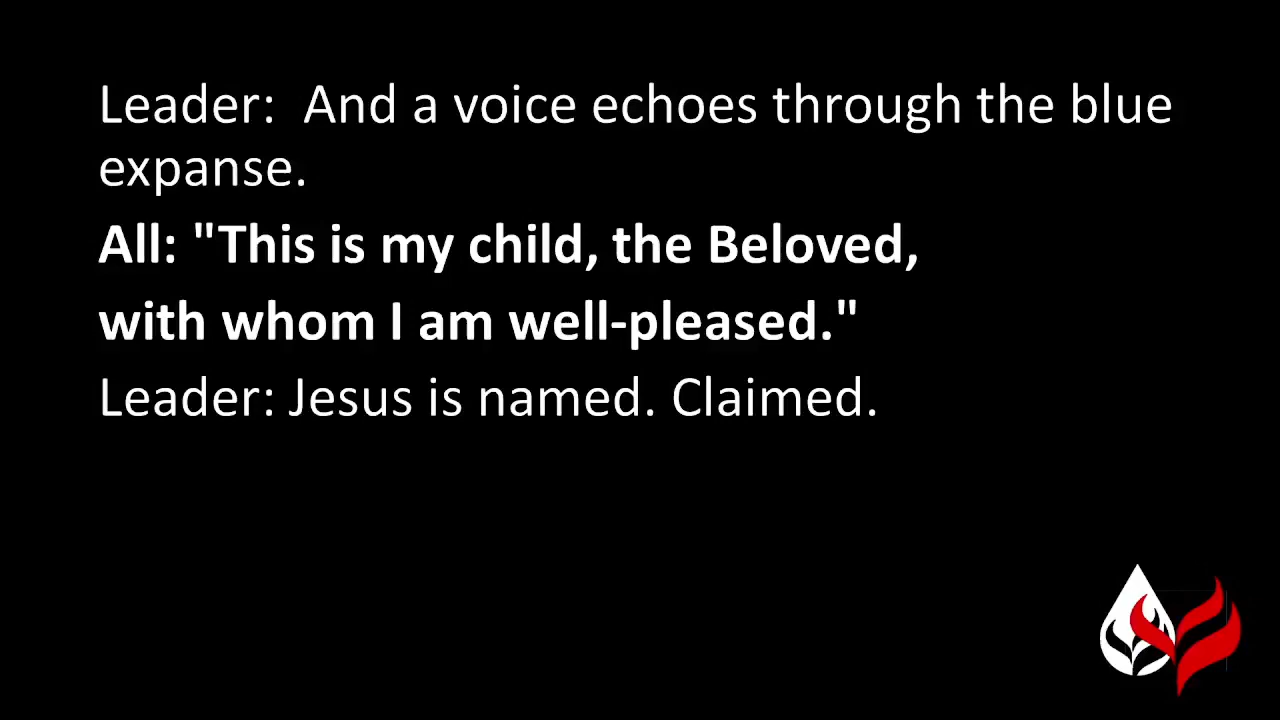 Leader:  And a voice echoes through the blue
expanse.
All: "This is my child, the Beloved,
with whom I am well-pleased."
Leader: Jesus is named. Claimed.